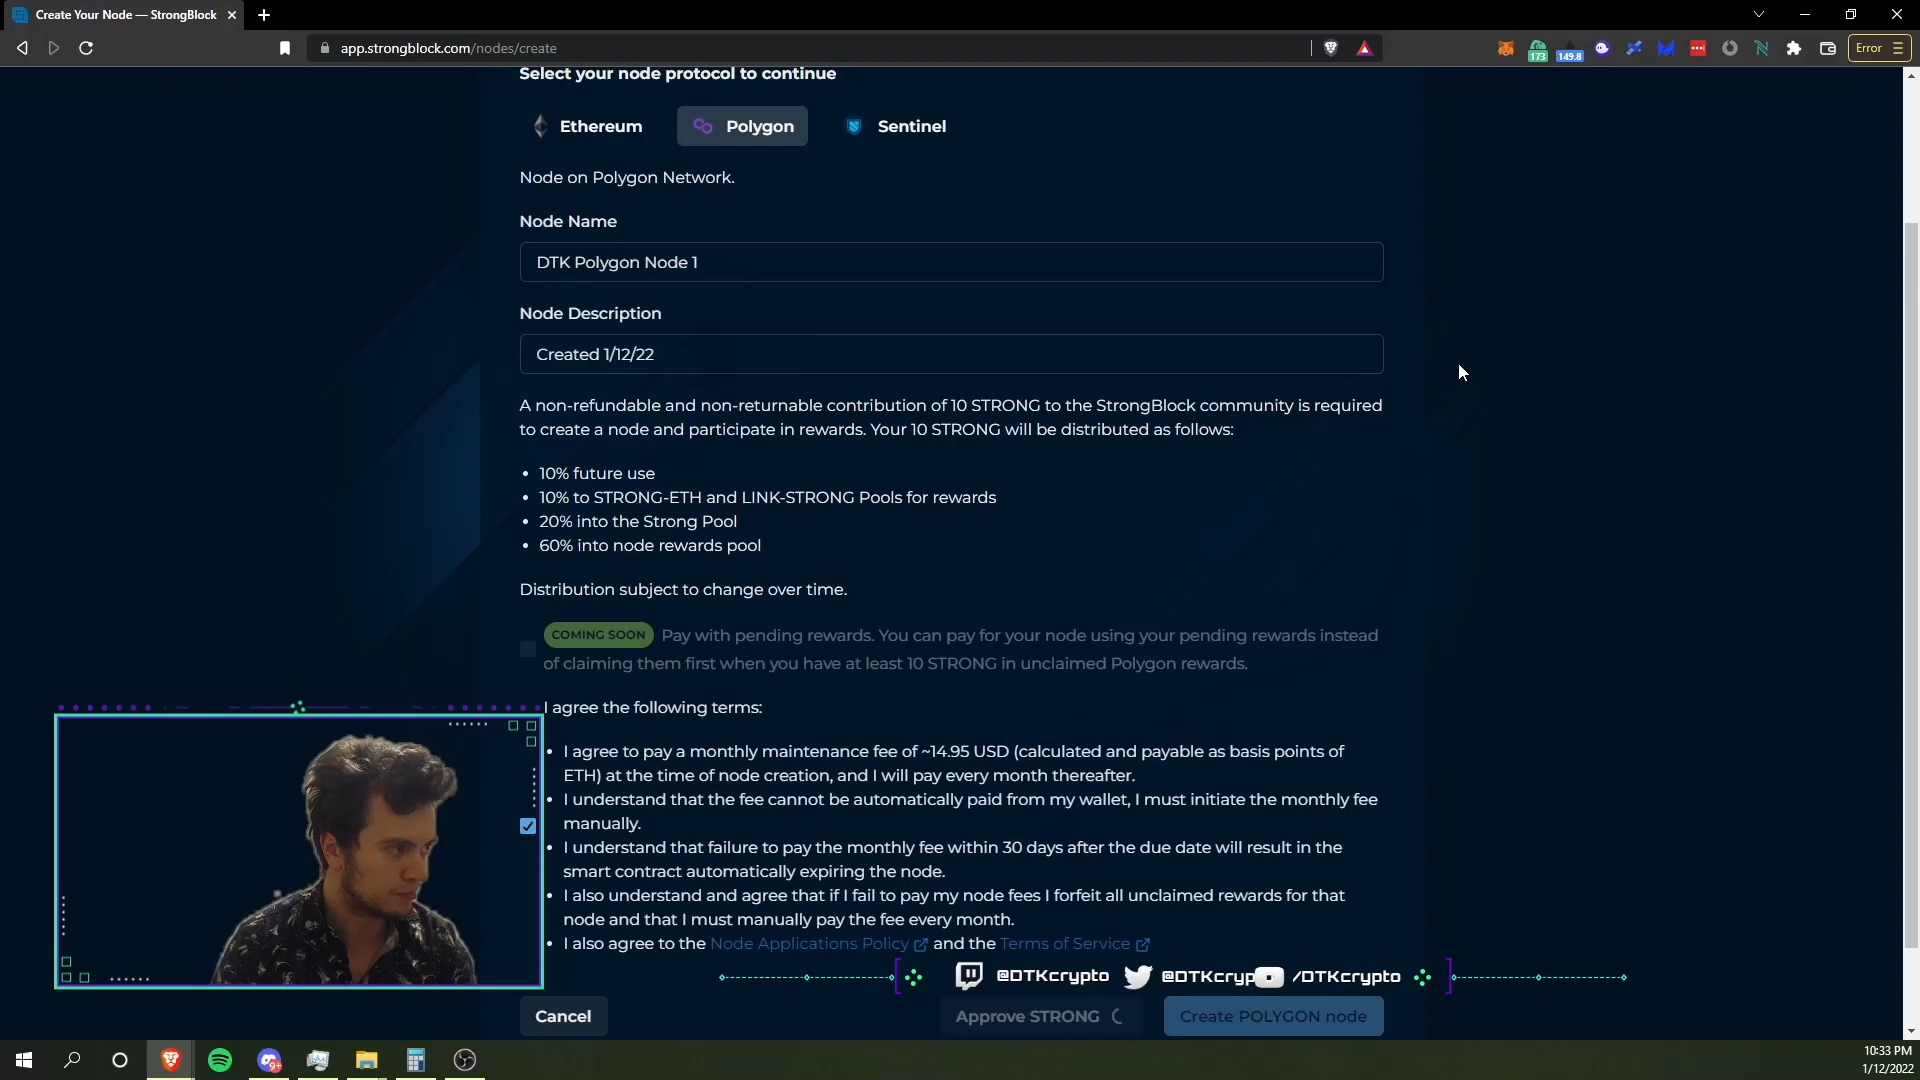 Create Your Node — StrongBlock
app.strongblock.com/nodes/create
173
149.8
Error
Select your node protocol to continue
Ethereum
Polygon
Sentinel
Node on Polygon Network.
Node Name
DTK Polygon Node 1
Node Description
Created 1/12/22
A non-refundable and non-returnable contribution of 10 STRONG to the StrongBlock community is required
to create a node and participate in rewards. Your 10 STRONG will be distributed as follows:
• 10% future use
• 10% to STRONG-ETH and LINK-STRONG Pools for rewards
• 20% into the Strong Pool
• 60% into node rewards pool
Distribution subject to change over time.
COMING SOON Pay with pending rewards. You can pay for your node using your pending rewards instead
of claiming them first when you have at least 10 STRONG in unclaimed Polygon rewards.
I agree the following terms:
• I agree to pay a monthly maintenance fee of ~14.95 USD (calculated and payable as basis points of
ETH) at the time of node creation, and I will pay every month thereafter.
• I understand that the fee cannot be automatically paid from my wallet, I must initiate the monthly fee
manually.
• I understand that failure to pay the monthly fee within 30 days after the due date will result in the
smart contract automatically expiring the node.
• I also understand and agree that if I fail to pay my node fees I forfeit all unclaimed rewards for that
node and that I must manually pay the fee every month.
• I also agree to the Node Applications Policy and the Terms of Service
@DTKcrypto
@DTKcryp
/DTKcrypto
Cancel
Approve STRONG
Create POLYGON node
9+
10:33 PM
1/12/2022